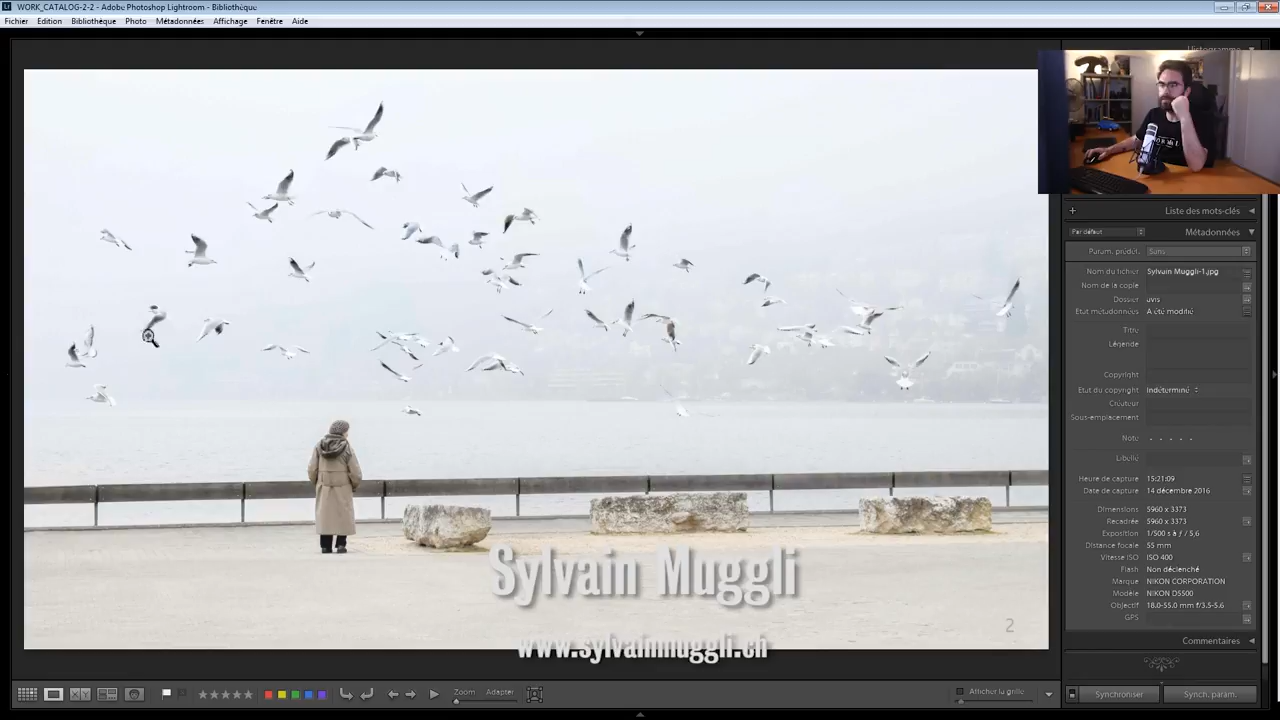 WORK_CATALOG-2-2 - Adobe Photoshop Lightroom - Bibliothèque
Fichier Edition Bibliothèque Photo Métadonnées Affichage Fenêtre Aide
Liste des mots-clés
Par défaut Métadonnées
Param. prédéf. Sans
Nom du fichier Sylvain Muggli-1.jpg
Nom de la copie
Dossier avis
Etat métadonnées A été modifié
Titre
Légende
Copyright
Etat du copyright Indéterminé
Créateur
Sous-emplacement
Note
Libellé
Heure de capture 15:21:09
Date de capture 14 décembre 2016
Dimensions 5960 x 3373
Recadrée 5960 x 3373
Exposition 1/500 s à ƒ / 5,6
Distance focale 55 mm
Vitesse ISO ISO 400
Flash Non déclenché
Marque NIKON CORPORATION
Modèle NIKON D5500
Objectif 18.0-55.0 mm f/3.5-5.6
GPS
Commentaires
Sylvain Muggli
www.sylvainmuggli.ch
2
Zoom Adapter
Afficher la grille
Synchroniser Synch. param.